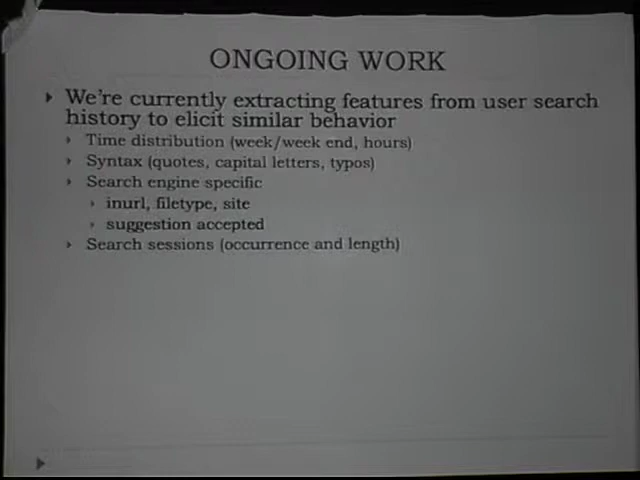 ONGOING WORK
We're currently extracting features from user search
history to elicit similar behavior
Time distribution (week/week end, hours)
Syntax (quotes, capital letters, typos)
Search engine specific
inurl, filetype, site
suggestion accepted
Search sessions (occurrence and length)